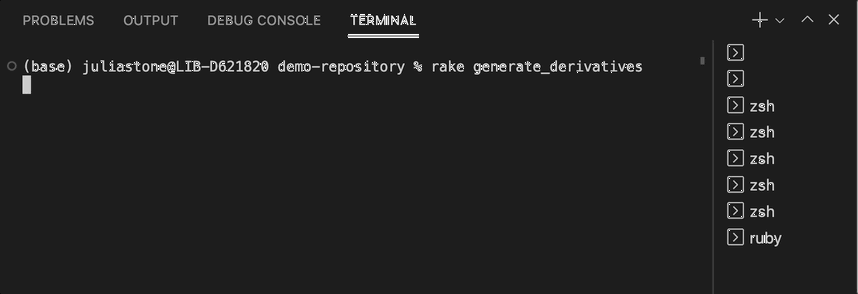 PROBLEMS OUTPUT DEBUG CONSOLE TERMINAL
(base) juliastone@LIB-D621820 demo-repository % rake generate_derivatives
zsh
zsh
zsh
zsh
zsh
ruby